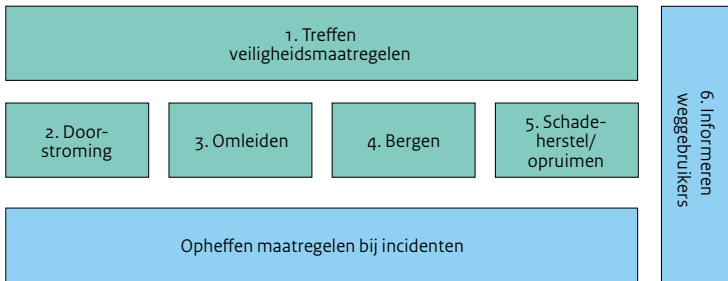 1. Treffen
veiligheidsmaatregelen
2. Door-
stroming
3. Omleiden
4. Bergen
5. Schade-
herstel/
opruimen
Opheffen maatregelen bij incidenten
6. Informeren
weggebruikers